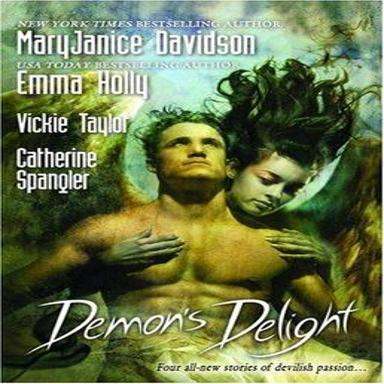 NEW YORK TIMES BESTSELLING AUTHOR
MaryJanice Davidson
USA TODAY BESTSELLING AUTHOR
Emma Holly
Vickie Taylor
Catherine
Spangler
Demon's Delight
Four all-new stories of devilish passion...